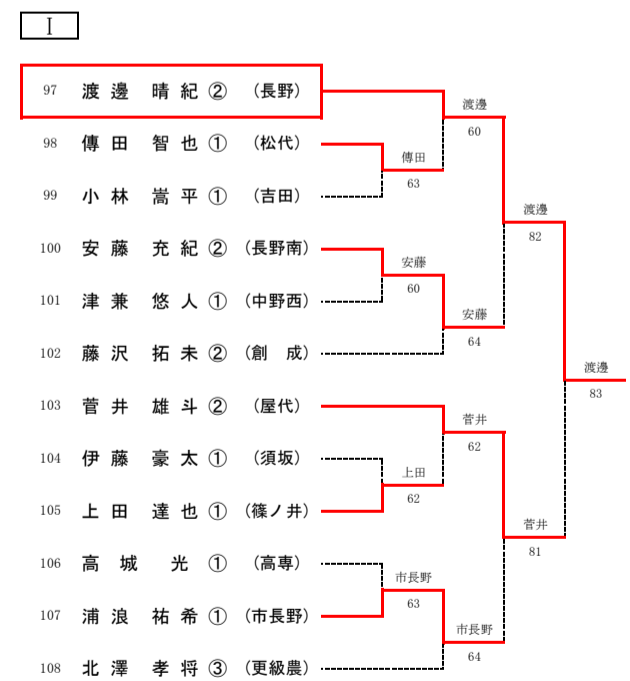 I
97 渡邊 晴紀② (長野)
渡邊
60
98 傳田 智也① (松代)
傳田
63
99 小林 嵩平① (吉田)
渡邊
82
100 安藤 充紀② (長野南)
安藤
60
101 津兼 悠人① (中野西)
安藤
64
102 藤沢 拓未② (創 成)
渡邊
83
103 菅井 雄斗② (屋代)
菅井
62
104 伊藤 豪太① (須坂)
上田
62
105 上田 達也① (篠ノ井)
菅井
81
106 高城 光① (高専)
市長野
63
107 浦浪 祐希① (市長野)
市長野
64
108 北澤 孝将③ (更級農)